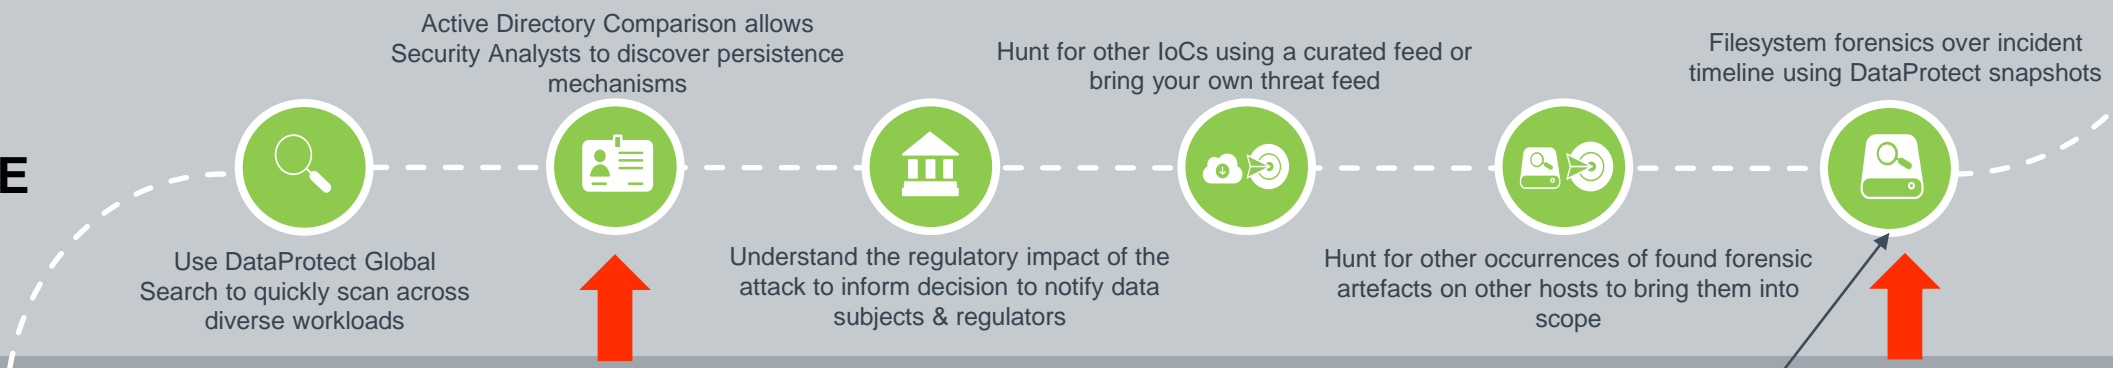 E
Use DataProtect Global
Search to quickly scan across
diverse workloads
Active Directory Comparison allows
Security Analysts to discover persistence
mechanisms
Understand the regulatory impact of the
attack to inform decision to notify data
subjects & regulators
Hunt for other IoCs using a curated feed or
bring your own threat feed
Hunt for other occurrences of found forensic
artefacts on other hosts to bring them into
scope
Filesystem forensics over incident
timeline using DataProtect snapshots